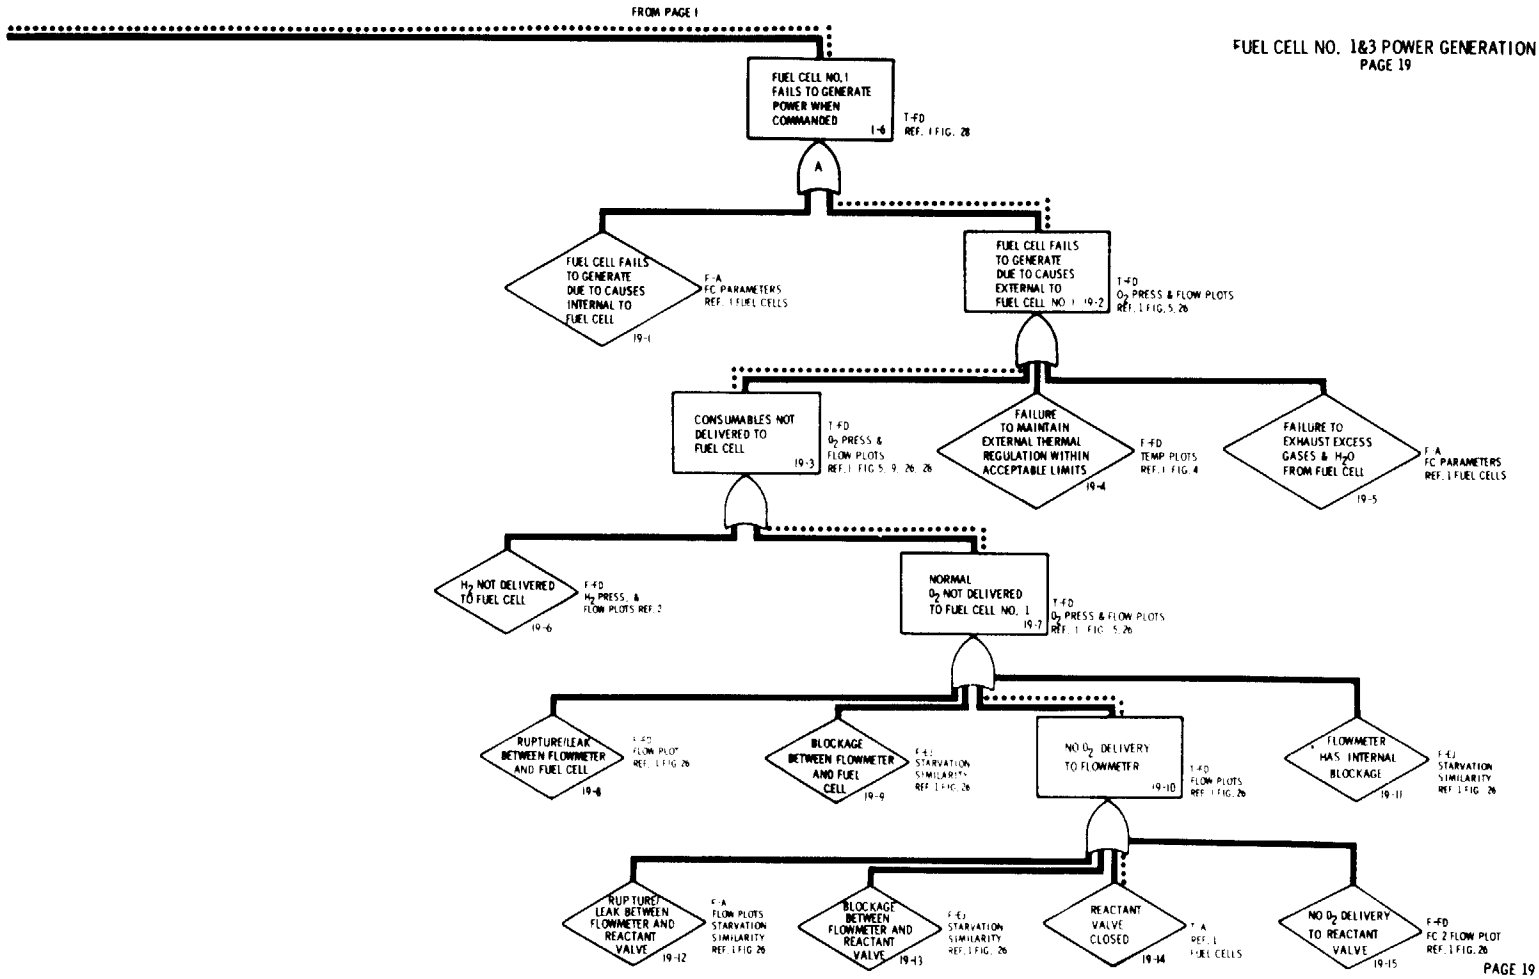 FROM PAGE 1
FUEL CELL NO. 1&3 POWER GENERATION
PAGE 19
FUEL CELL NO. 1
FAILS TO GENERATE
POWER WHEN
COMMANDED
1-6
T-FD
REF. 1 FIG. 28
A
FUEL CELL FAILS
TO GENERATE
DUE TO CAUSES
INTERNAL TO
FUEL CELL
19-1
F-A
FC PARAMETERS
REF. 1 FUEL CELLS
FUEL CELL FAILS
TO GENERATE
DUE TO CAUSES
EXTERNAL TO
FUEL CELL NO. 1 19-2
T-FD
O2 PRESS & FLOW PLOTS
REF. 1 FIG. 5, 26
CONSUMABLES NOT
DELIVERED TO
FUEL CELL
19-3
T-FD
O2 PRESS &
FLOW PLOTS
REF. 1 FIG 5, 9, 26, 28
FAILURE
TO MAINTAIN
EXTERNAL THERMAL
REGULATION WITHIN
ACCEPTABLE LIMITS
19-4
F-FD
TEMP PLOTS
REF. 1 FIG. 4
FAILURE TO
EXHAUST EXCESS
GASES & H2O
FROM FUEL CELL
19-5
F-A
FC PARAMETERS
REF. 1 FUEL CELLS
H2 NOT DELIVERED
TO FUEL CELL
19-6
F-FD
H2 PRESS. &
FLOW PLOTS REF. 2
NORMAL
O2 NOT DELIVERED
TO FUEL CELL NO. 1
19-7
T-FD
O2 PRESS & FLOW PLOTS
REF. 1 FIG. 5, 26
RUPTURE/LEAK
BETWEEN FLOWMETER
AND FUEL CELL
19-8
F-FD
FLOW PLOT
REF. 1 FIG 26
BLOCKAGE
BETWEEN FLOWMETER
AND FUEL
CELL
19-9
F-EJ
STARVATION
SIMILARITY
REF. 1 FIG. 26
NO O2 DELIVERY
TO FLOWMETER
19-10
T-FD
FLOW PLOTS
REF. 1 FIG. 26
FLOWMETER
HAS INTERNAL
BLOCKAGE
19-11
F-EJ
STARVATION
SIMILARITY
REF. 1 FIG. 26
RUPTURE/
LEAK BETWEEN
FLOWMETER AND
REACTANT
VALVE
19-12
F-A
FLOW PLOTS
STARVATION
SIMILARITY
REF. 1 FIG 26
BLOCKAGE
BETWEEN
FLOWMETER AND
REACTANT
VALVE
19-13
F-EJ
STARVATION
SIMILARITY
REF. 1 FIG. 26
REACTANT
VALVE
CLOSED
19-14
T-A
REF. 1
FUEL CELLS
NO O2 DELIVERY
TO REACTANT
VALVE
19-15
F-FD
FC 2 FLOW PLOT
REF. 1 FIG. 26
PAGE 19